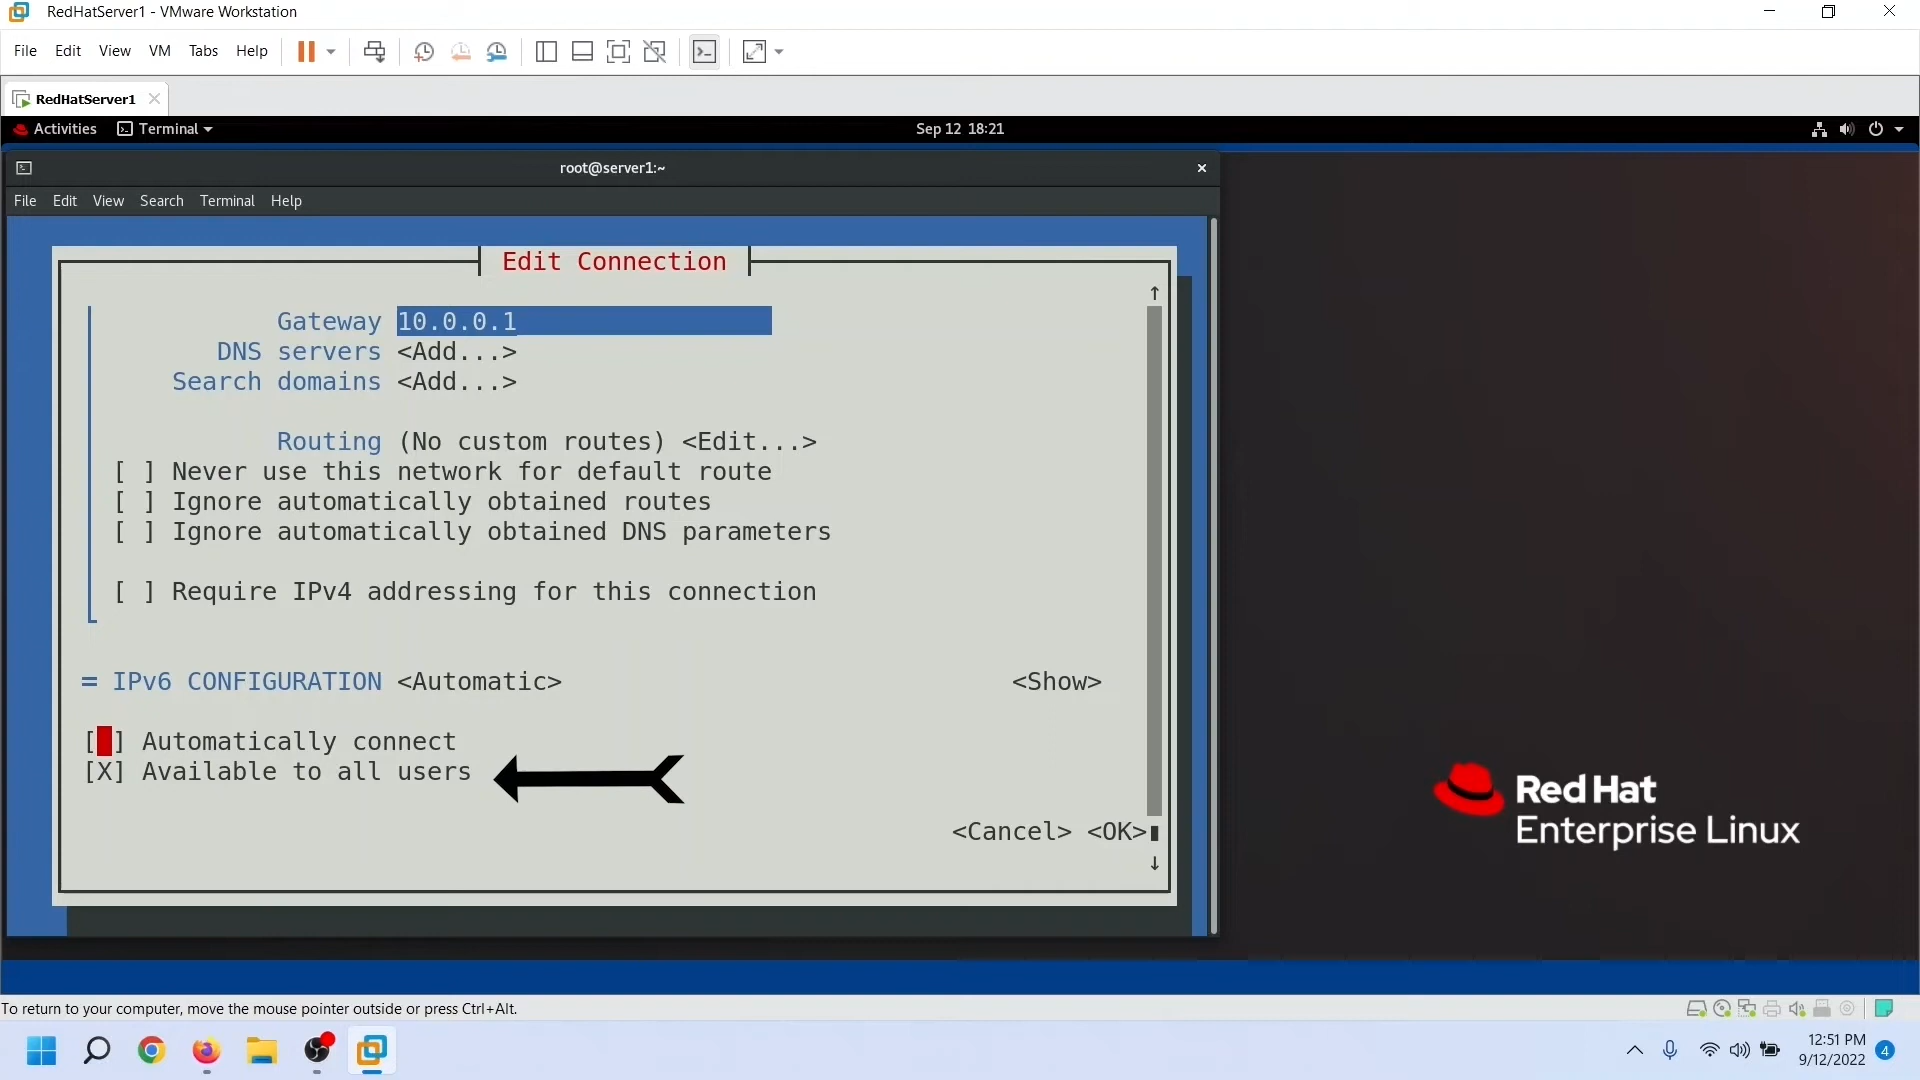 RedHatServer1 - VMware Workstation
File Edit View VM Tabs Help
RedHatServer1
Activities Terminal Sep 12 18:21
root@server1:~
File Edit View Search Terminal Help
Edit Connection
Gateway 10.0.0.1
DNS servers <Add...>
Search domains <Add...>
Routing (No custom routes) <Edit...>
[ ] Never use this network for default route
[ ] Ignore automatically obtained routes
[ ] Ignore automatically obtained DNS parameters
[ ] Require IPv4 addressing for this connection
= IPv6 CONFIGURATION <Automatic> <Show>
[ ] Automatically connect
[X] Available to all users
<Cancel> <OK>
Red Hat
Enterprise Linux
To return to your computer, move the mouse pointer outside or press Ctrl+Alt.
12:51 PM
9/12/2022
4